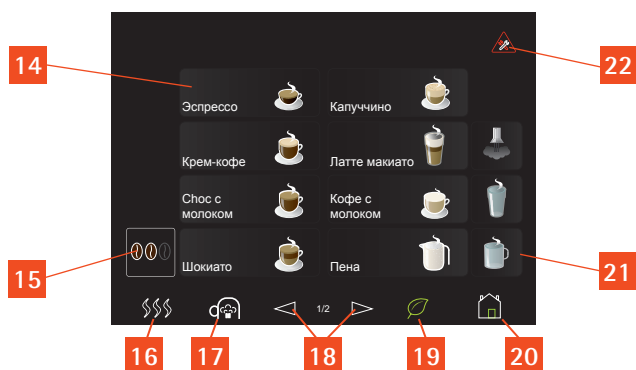 14
22
Эспрессо
Капуччино
Крем-кофе
Латте макиато
Choc с
молоком
Кофе с
молоком
15
Шокиато
Пена
21
1/2
16
17
18
19
20